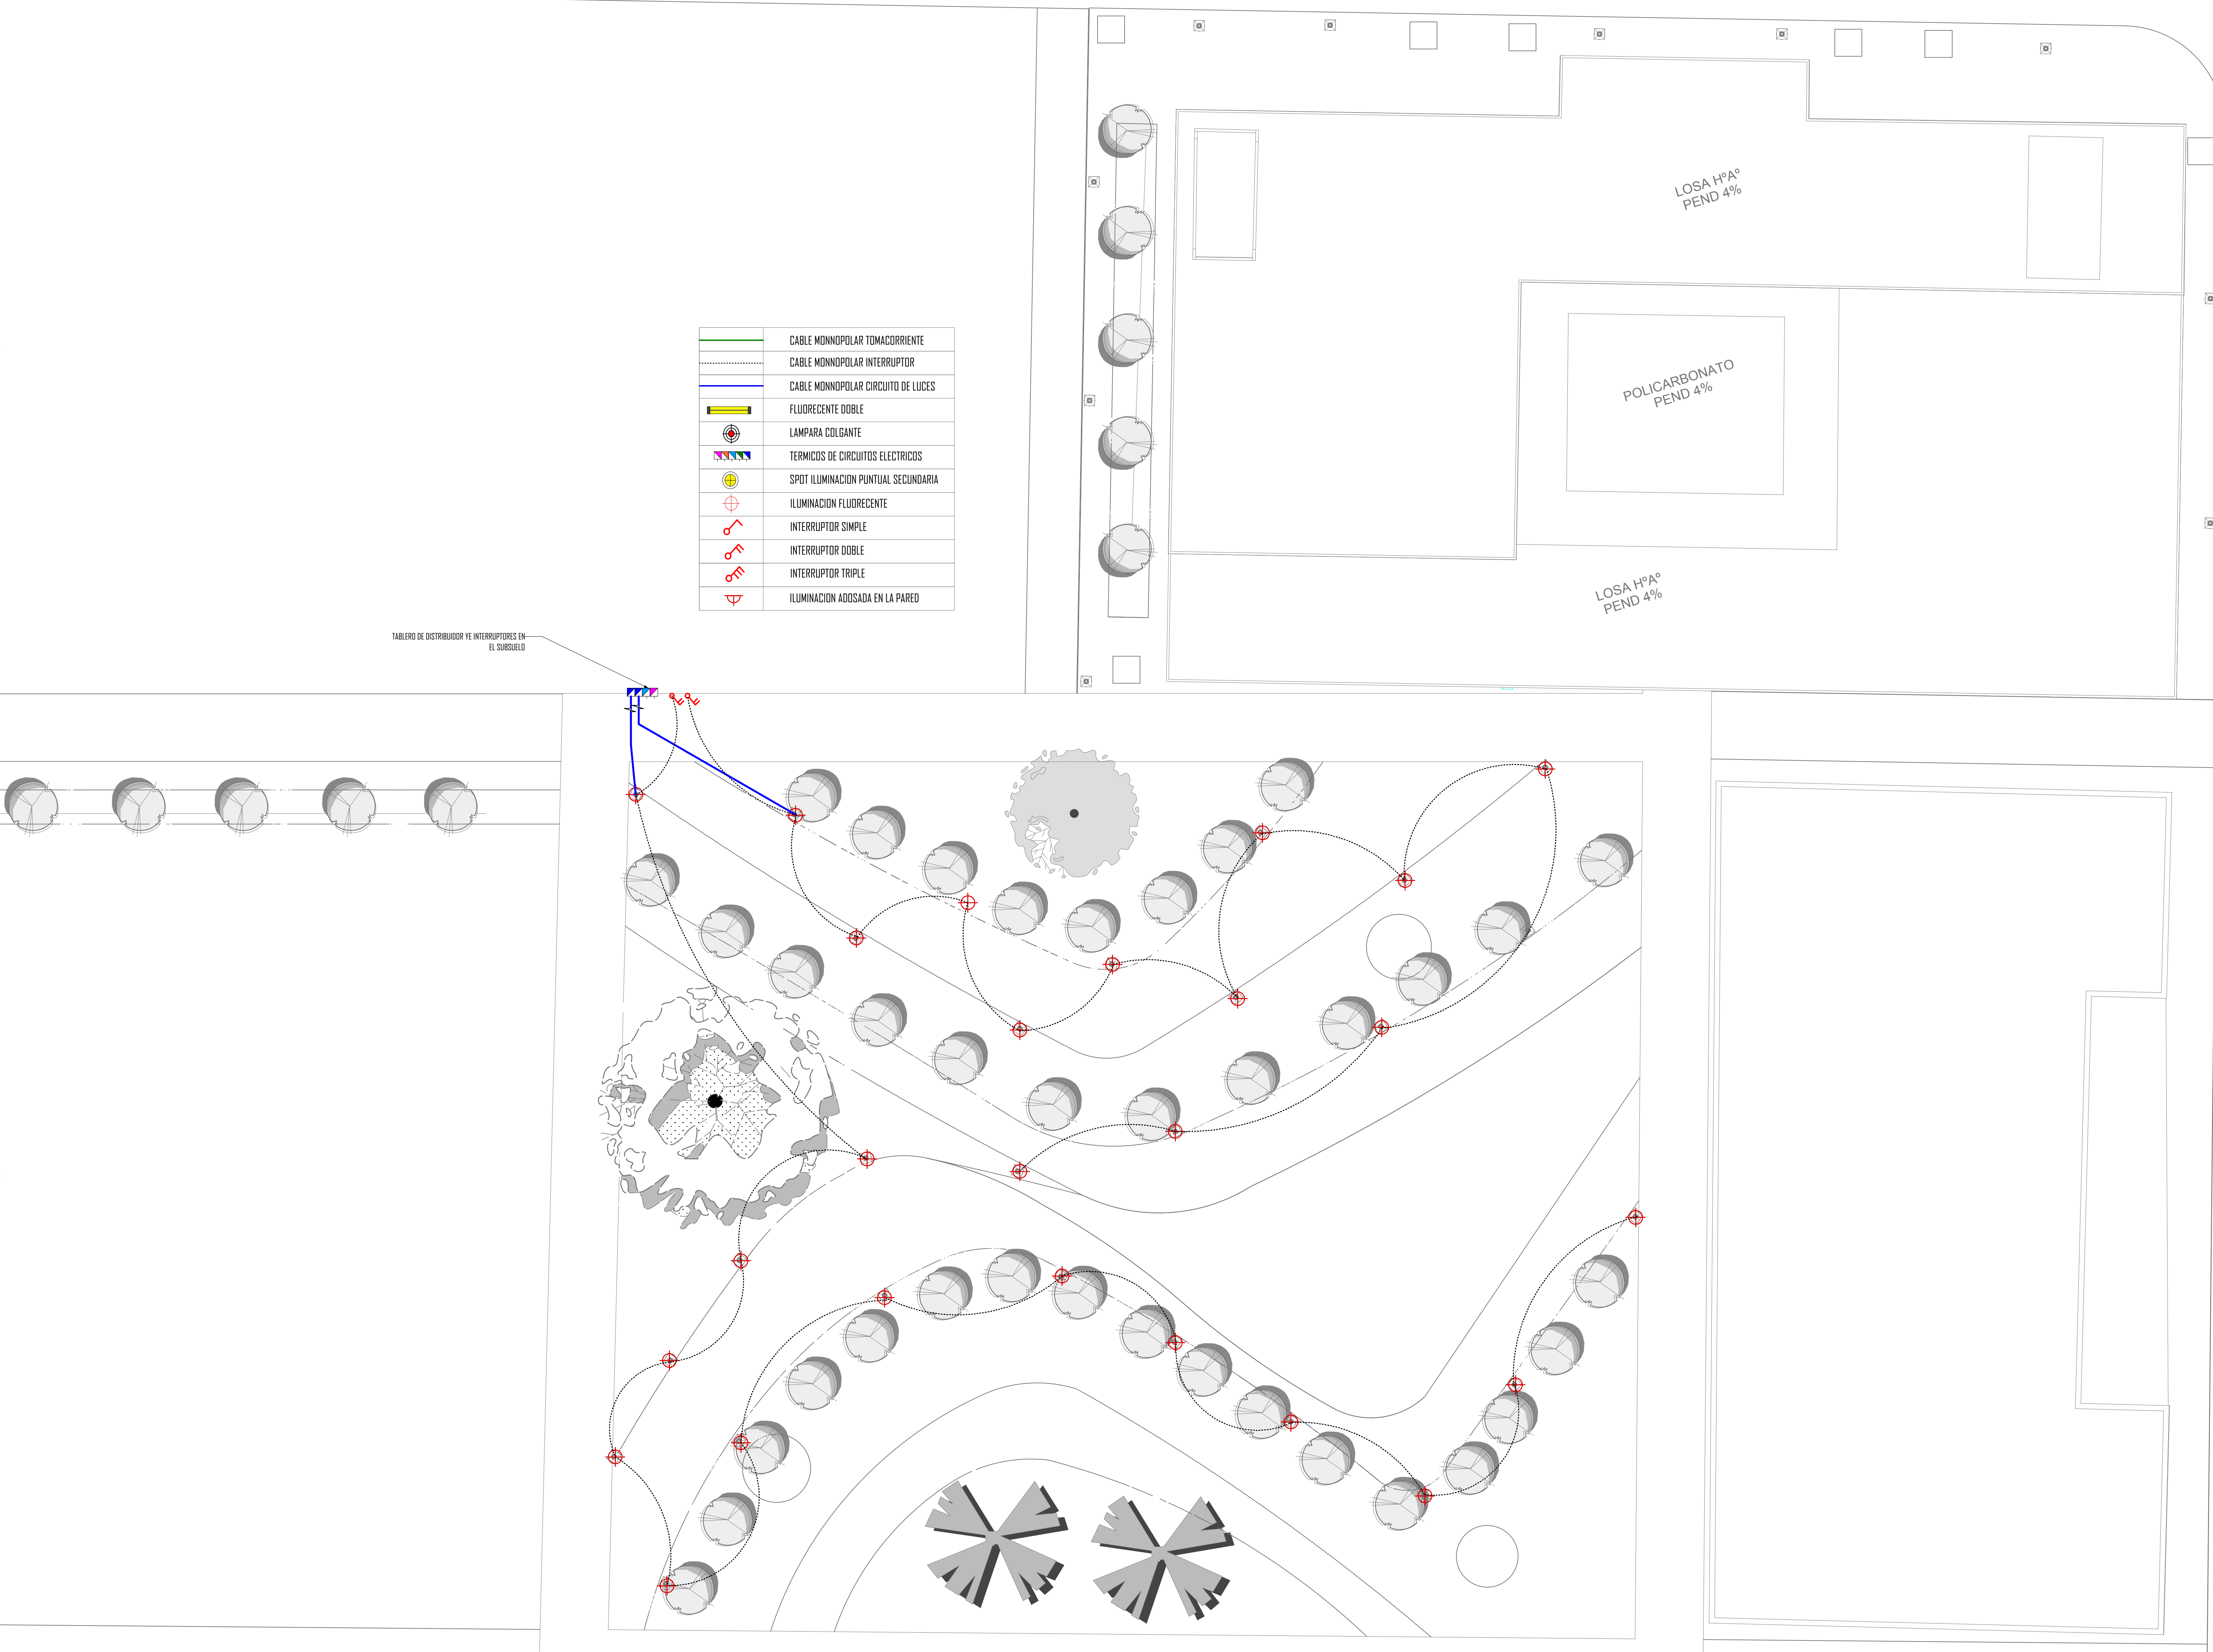 LOSA HºAº
PEND 4%
POLICARBONATO
PEND 4%
LOSA HºAº
PEND 4%
CABLE MONNOPOLAR TOMACORRIENTE
CABLE MONNOPOLAR INTERRUPTOR
CABLE MONNOPOLAR CIRCUITO DE LUCES
FLUORECENTE DOBLE
LAMPARA COLGANTE
TERMICOS DE CIRCUITOS ELECTRICOS
SPOT ILUMINACION PUNTUAL SECUNDARIA
ILUMINACION FLUORECENTE
INTERRUPTOR SIMPLE
INTERRUPTOR DOBLE
INTERRUPTOR TRIPLE
ILUMINACION ADOSADA EN LA PARED
TABLERO DE DISTRIBUIDOR YE INTERRUPTORES EN
EL SUBSUELO